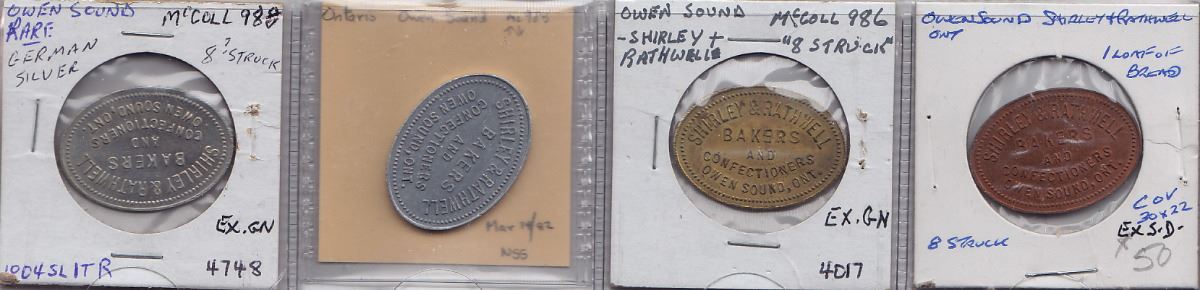 OWEN SOUND McCOLL 98
RARE
GERMAN
SILVER
8? STRUCK
SHIRLEY & RATHWELL
BAKERS
AND
CONFECTIONERS
OWEN SOUND, ONT.
EX. GN
4748
Ontario Owen Sound
SHIRLEY & RATHWELL
BAKERS
AND
CONFECTIONERS
OWEN SOUND, ONT.
NSS
OWEN SOUND McCOLL 986
- SHIRLEY + "8 STRUCK"
RATHWELLE
SHIRLEY & RATHWELL
BAKERS
AND
CONFECTIONERS
OWEN SOUND, ONT.
EX. GN
4017
OWEN SOUND SHIRLEY + RATHWELL
ONT
1 LOAF OF
BREAD
SHIRLEY & RATHWELL
BAKERS
AND
CONFECTIONERS
OWEN SOUND, ONT.
COV
30 x 22
EX S.D.
8 STRUCK
50